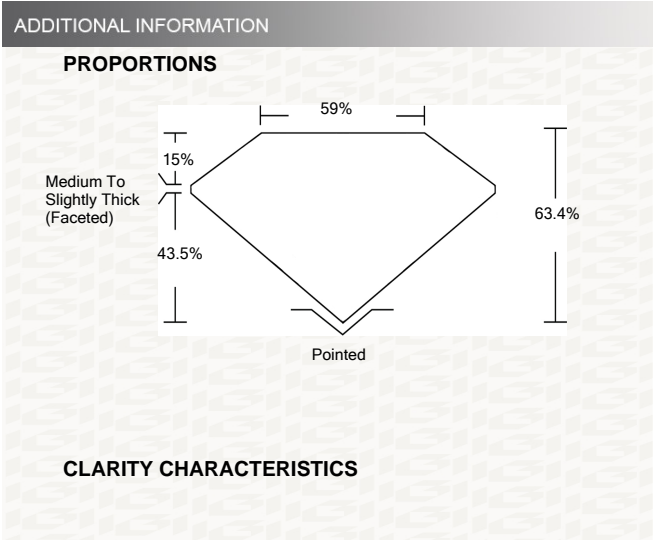 ADDITIONAL INFORMATION
PROPORTIONS
59%
15%
Medium To
Slightly Thick
(Faceted)
63.4%
43.5%
Pointed
CLARITY CHARACTERISTICS